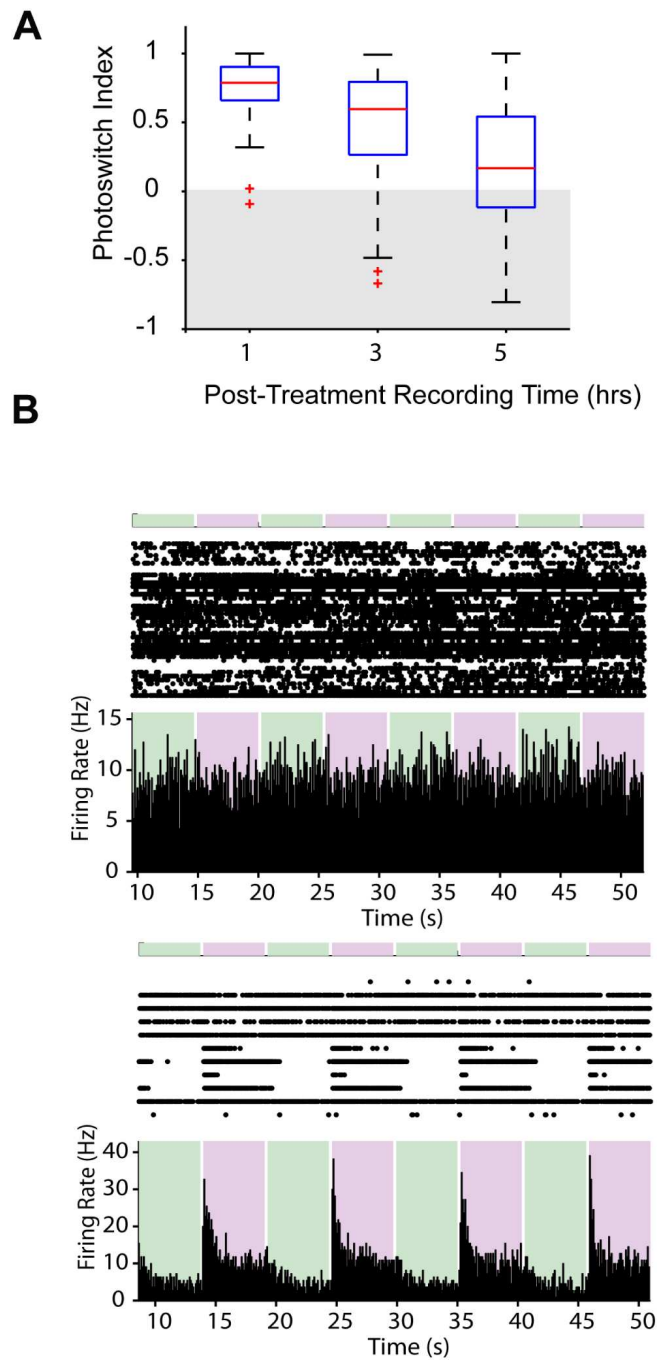 A
Photoswitch Index
1
0.5
0
-0.5
-1
1 3 5
Post-Treatment Recording Time (hrs)
B
Firing Rate (Hz)
15
10
5
0
10 15 20 25 30 35 40 45 50
Time (s)
Firing Rate (Hz)
40
30
20
10
0
10 15 20 25 30 35 40 45 50
Time (s)